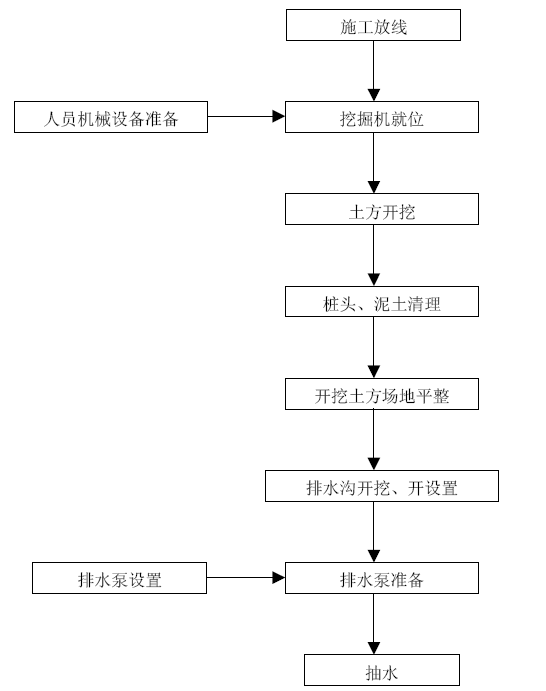 施工放线
人员机械设备准备
挖掘机就位
土方开挖
桩头、泥土清理
开挖土方场地平整
排水沟开挖、开设置
排水泵设置
排水泵准备
抽水